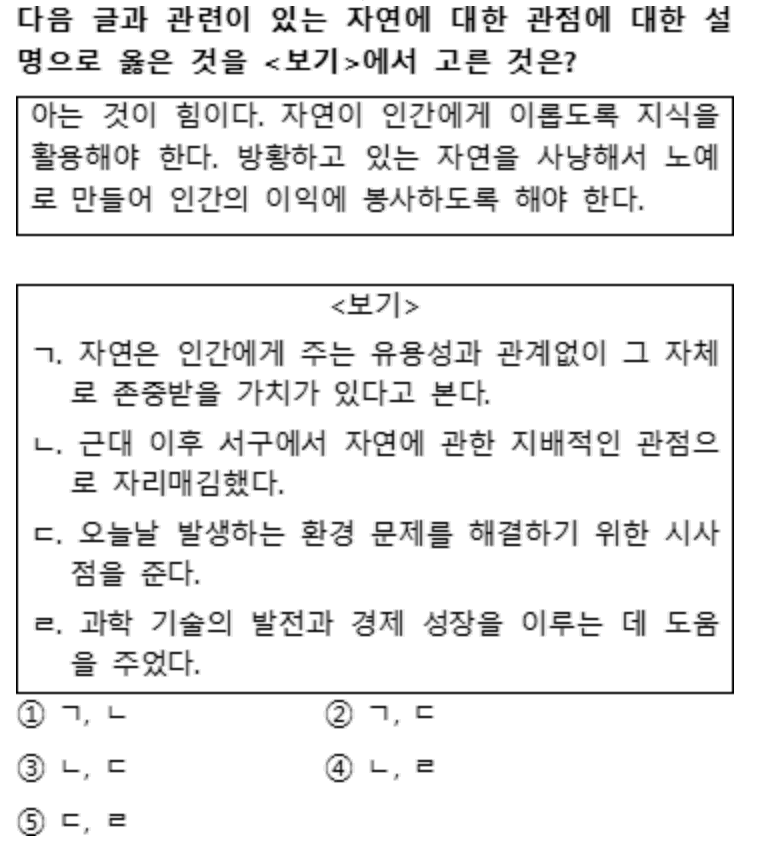 다음 글과 관련이 있는 자연에 대한 관점에 대한 설
명으로 옳은 것을 <보기>에서 고른 것은?
아는 것이 힘이다. 자연이 인간에게 이롭도록 지식을
활용해야 한다. 방황하고 있는 자연을 사냥해서 노예
로 만들어 인간의 이익에 봉사하도록 해야 한다.
<보기>
ㄱ. 자연은 인간에게 주는 유용성과 관계없이 그 자체
로 존중받을 가치가 있다고 본다.
ㄴ. 근대 이후 서구에서 자연에 관한 지배적인 관점으
로 자리매김했다.
ㄷ. 오늘날 발생하는 환경 문제를 해결하기 위한 시사
점을 준다.
ㄹ. 과학 기술의 발전과 경제 성장을 이루는 데 도움
을 주었다.
① ㄱ, ㄴ ② ㄱ, ㄷ
③ ㄴ, ㄷ ④ ㄴ, ㄹ
⑤ ㄷ, ㄹ